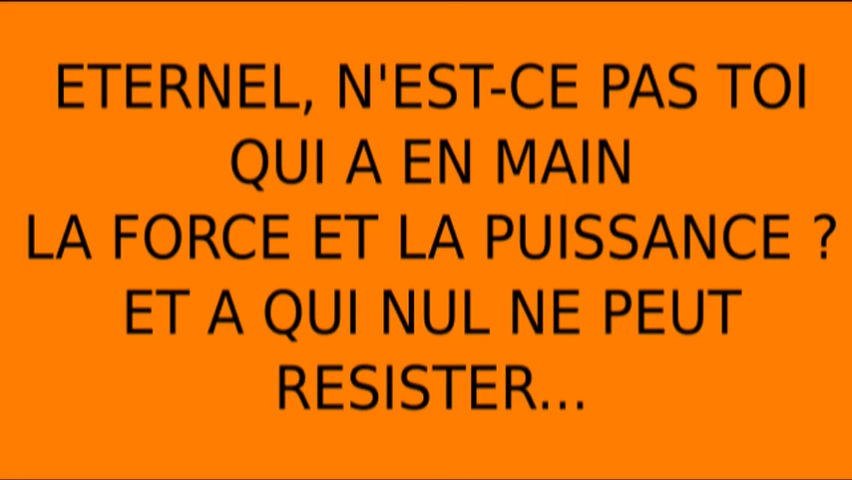 ETERNEL, N'EST-CE PAS TOI
QUI A EN MAIN
LA FORCE ET LA PUISSANCE ?
ET A QUI NUL NE PEUT
RESISTER...